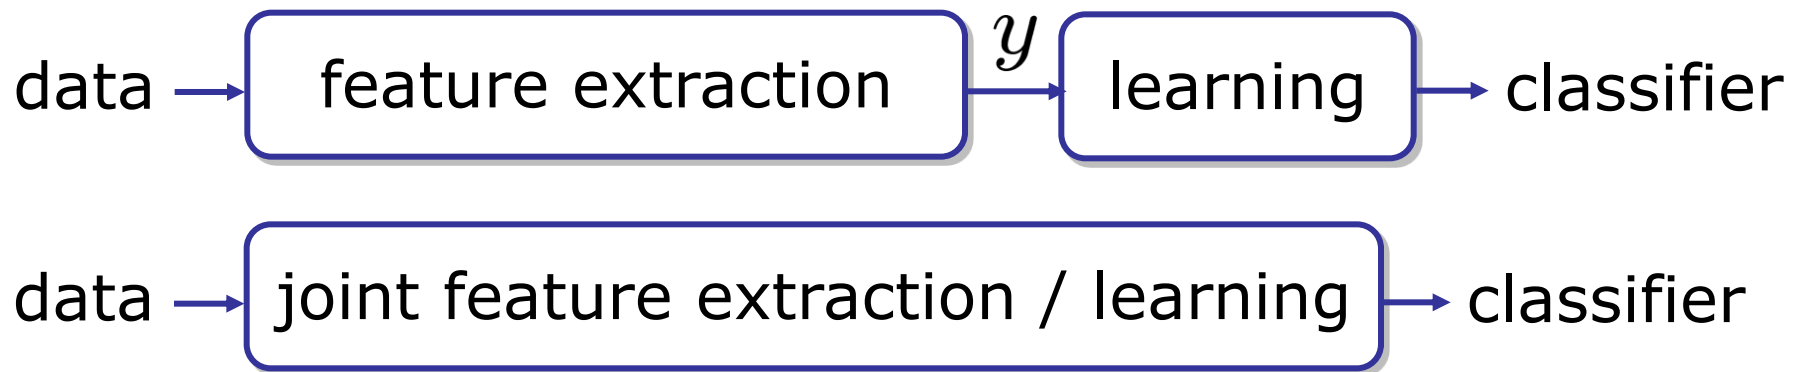 data feature extraction y learning classifier
data joint feature extraction / learning classifier